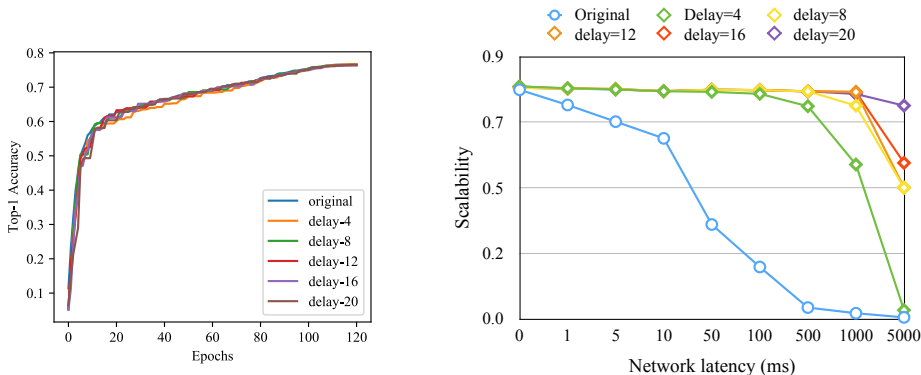 0.8
0.7
0.6
0.5
0.4
0.3
0.2
0.1
Top-1 Accuracy
original
delay-4
delay-8
delay-12
delay-16
delay-20
0 20 40 60 80 100 120
Epochs
Original Delay=4 delay=8
delay=12 delay=16 delay=20
0.9
0.7
0.5
0.2
0.0
Scalability
0 1 5 10 50 100 500 1000 5000
Network latency (ms)